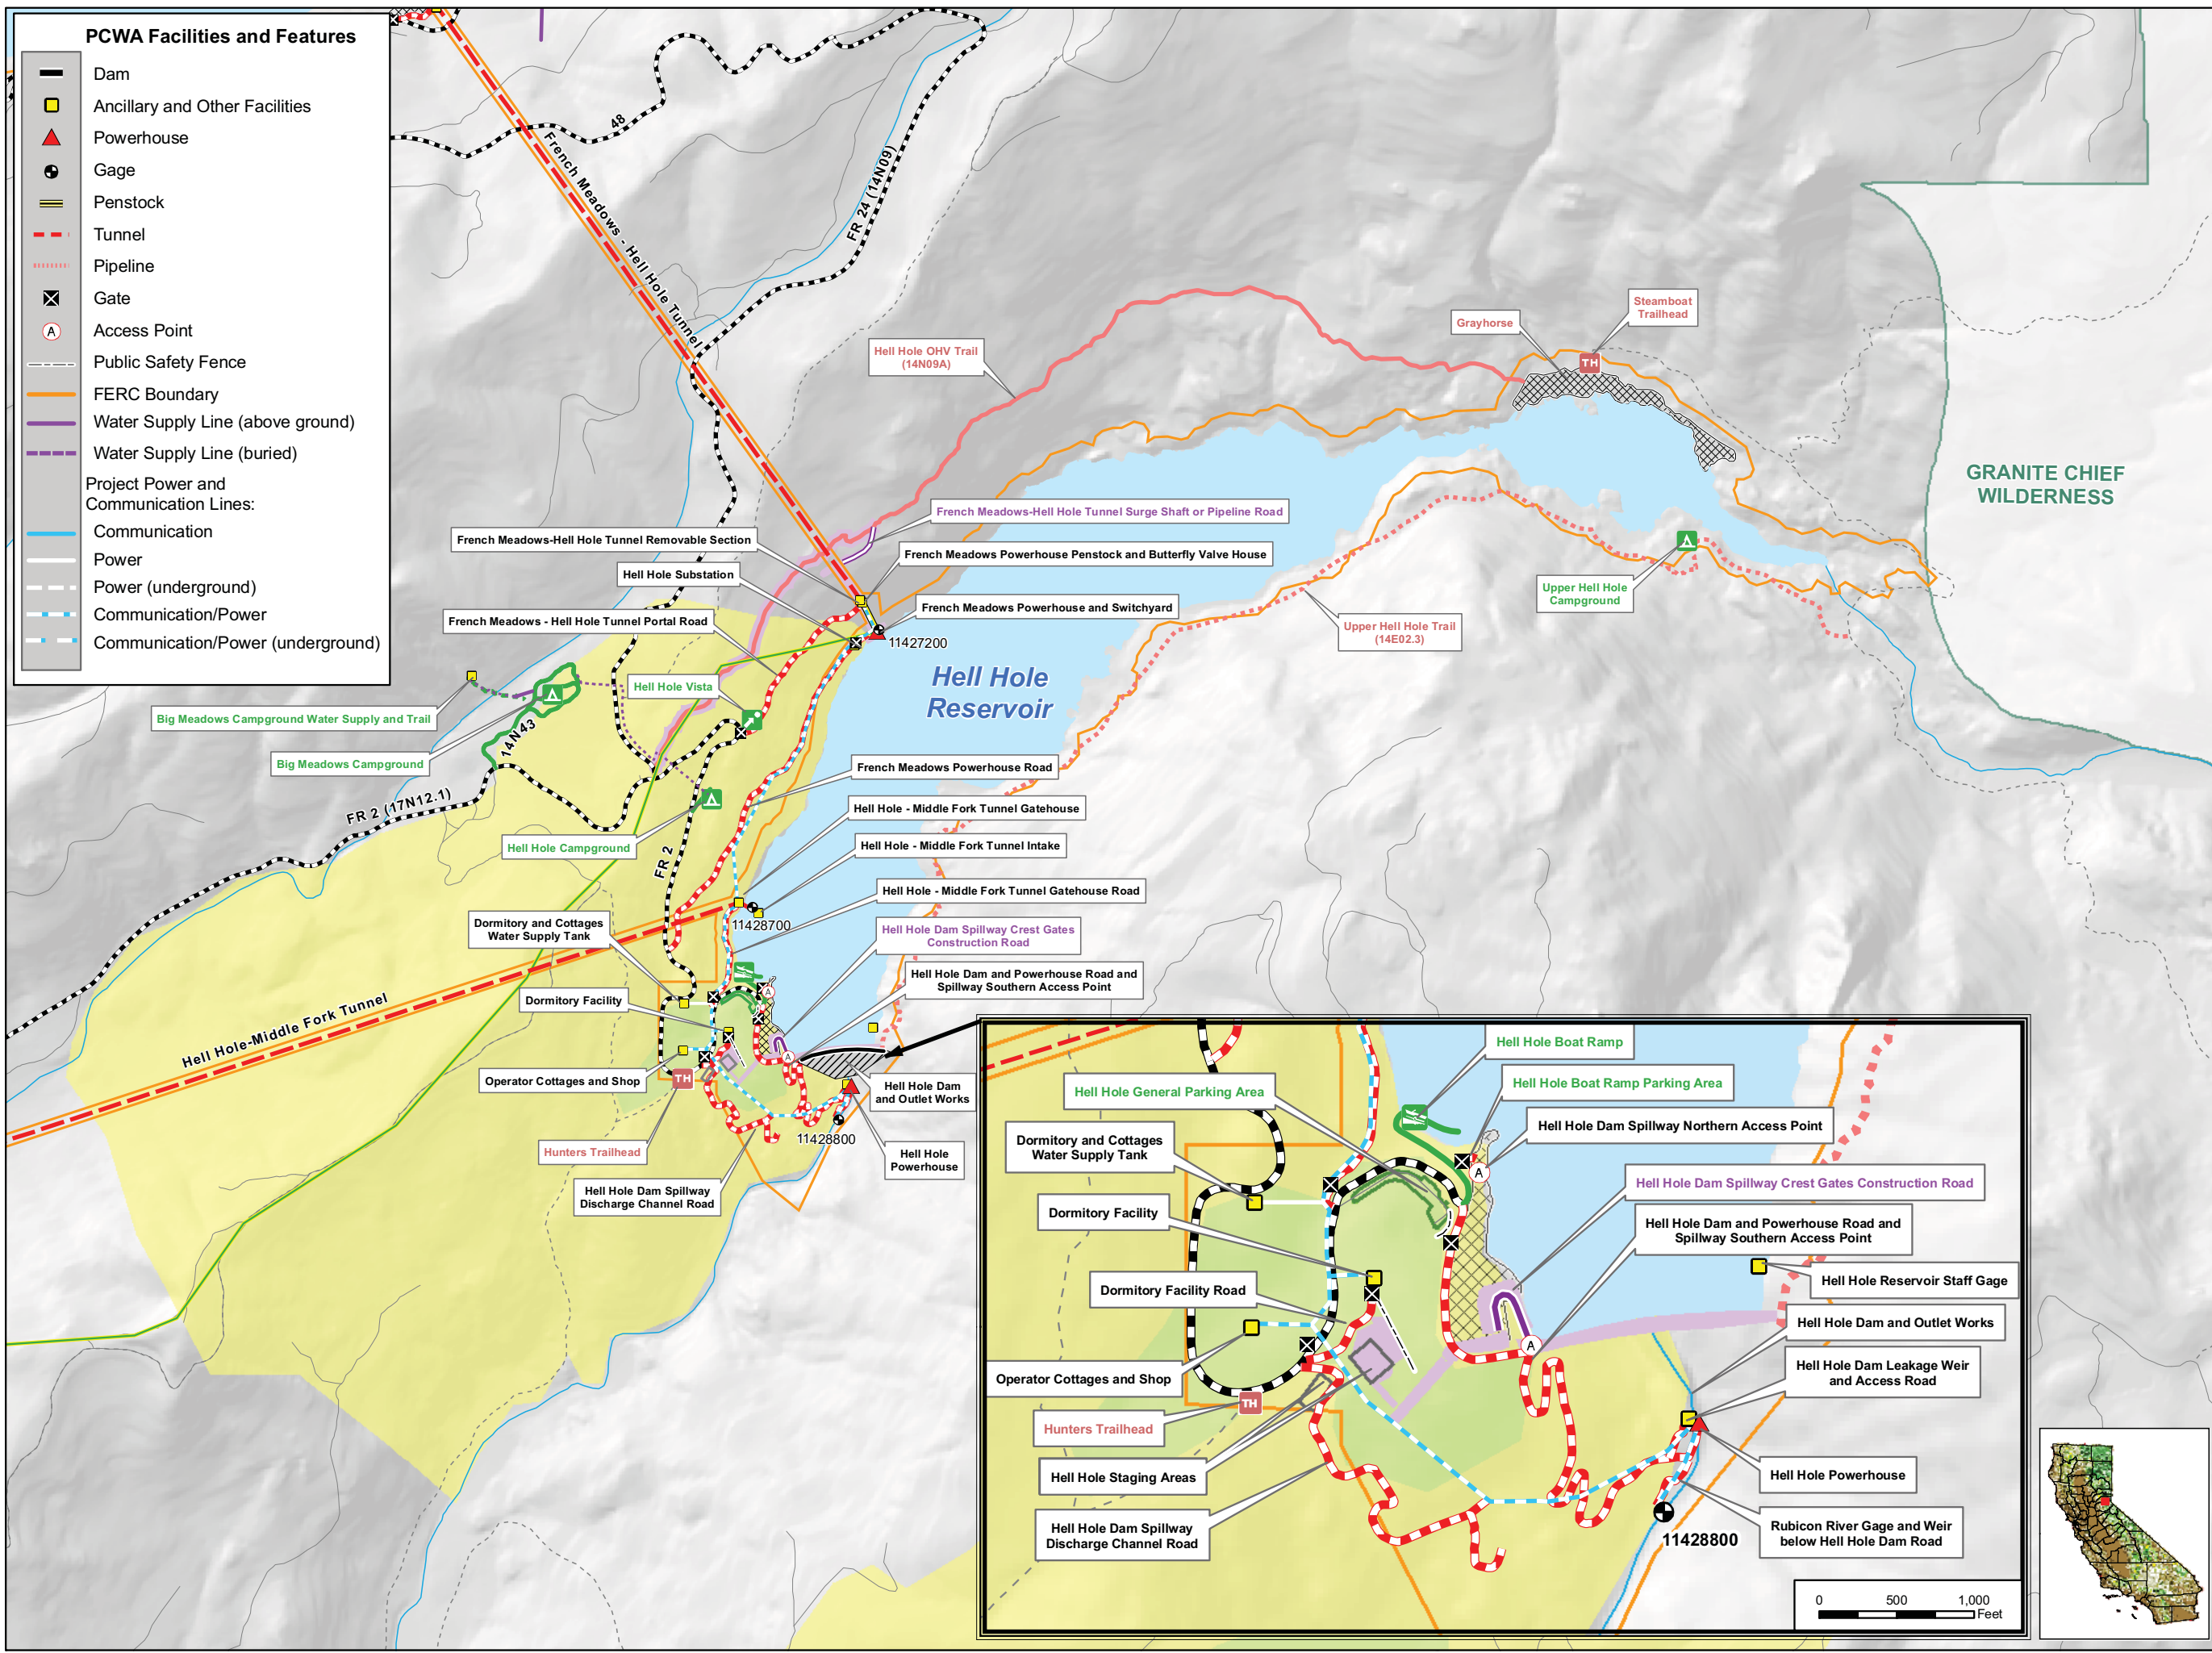 PCWA Facilities and Features
Dam
Ancillary and Other Facilities
Powerhouse
Gage
Penstock
Tunnel
Pipeline
Gate
A
Access Point
Public Safety Fence
FERC Boundary
Water Supply Line (above ground)
Water Supply Line (buried)
Project Power and
Communication Lines:
Communication
Power
Power (underground)
Communication/Power
Communication/Power (underground)
48
FR 24 (14N09)
French Meadows - Hell Hole Tunnel
Hell Hole OHV Trail
(14N09A)
Grayhorse
Steamboat
Trailhead
TH
GRANITE CHIEF
WILDERNESS
French Meadows-Hell Hole Tunnel Surge Shaft or Pipeline Road
French Meadows-Hell Hole Tunnel Removable Section
French Meadows Powerhouse Penstock and Butterfly Valve House
Hell Hole Substation
French Meadows Powerhouse and Switchyard
French Meadows - Hell Hole Tunnel Portal Road
11427200
Upper Hell Hole
Campground
Upper Hell Hole Trail
(14E02.3)
Hell Hole
Reservoir
Hell Hole Vista
Big Meadows Campground Water Supply and Trail
14N43
Big Meadows Campground
FR 2 (17N12.1)
French Meadows Powerhouse Road
Hell Hole - Middle Fork Tunnel Gatehouse
Hell Hole Campground
FR 2
Hell Hole - Middle Fork Tunnel Intake
Hell Hole - Middle Fork Tunnel Gatehouse Road
11428700
Dormitory and Cottages
Water Supply Tank
Hell Hole Dam Spillway Crest Gates
Construction Road
Hell Hole Dam and Powerhouse Road and
Spillway Southern Access Point
Dormitory Facility
A
A
Hell Hole-Middle Fork Tunnel
Operator Cottages and Shop
TH
Hell Hole Dam
and Outlet Works
11428800
Hunters Trailhead
Hell Hole
Powerhouse
Hell Hole Dam Spillway
Discharge Channel Road
Hell Hole Boat Ramp
Hell Hole General Parking Area
Hell Hole Boat Ramp Parking Area
Hell Hole Dam Spillway Northern Access Point
Dormitory and Cottages
Water Supply Tank
A
Hell Hole Dam Spillway Crest Gates Construction Road
Dormitory Facility
Hell Hole Dam and Powerhouse Road and
Spillway Southern Access Point
Hell Hole Reservoir Staff Gage
Dormitory Facility Road
Hell Hole Dam and Outlet Works
A
Operator Cottages and Shop
Hell Hole Dam Leakage Weir
and Access Road
TH
Hunters Trailhead
Hell Hole Staging Areas
Hell Hole Powerhouse
Hell Hole Dam Spillway
Discharge Channel Road
11428800
Rubicon River Gage and Weir
below Hell Hole Dam Road
0 500 1,000
Feet